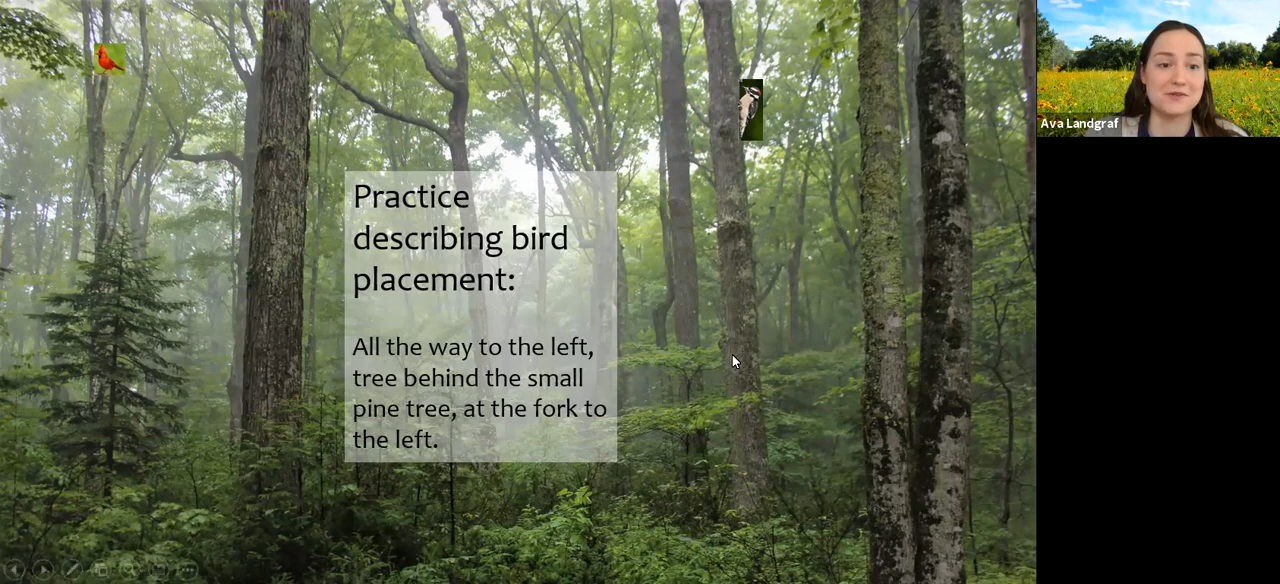 Practice
describing bird
placement:
All the way to the left,
tree behind the small
pine tree, at the fork to
the left.
Ava Landgraf